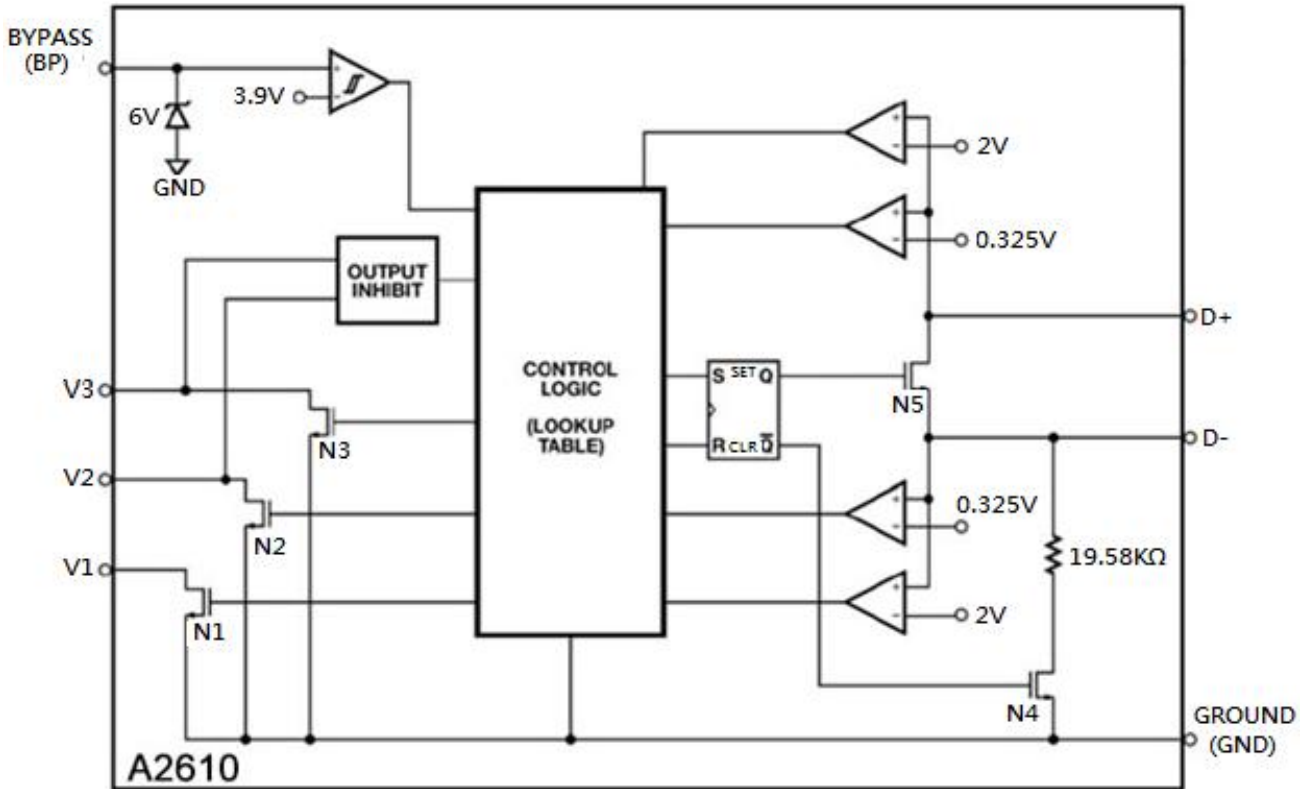 BYPASS
(BP)
3.9V
6V
GND
2V
0.325V
OUTPUT
INHIBIT
D+
V3
CONTROL
LOGIC
(LOOKUP
TABLE)
S SET Q
R CLR Q̅
N5
D-
N3
V2
N2
0.325V
19.58KΩ
V1
N1
2V
N4
GROUND
(GND)
A2610